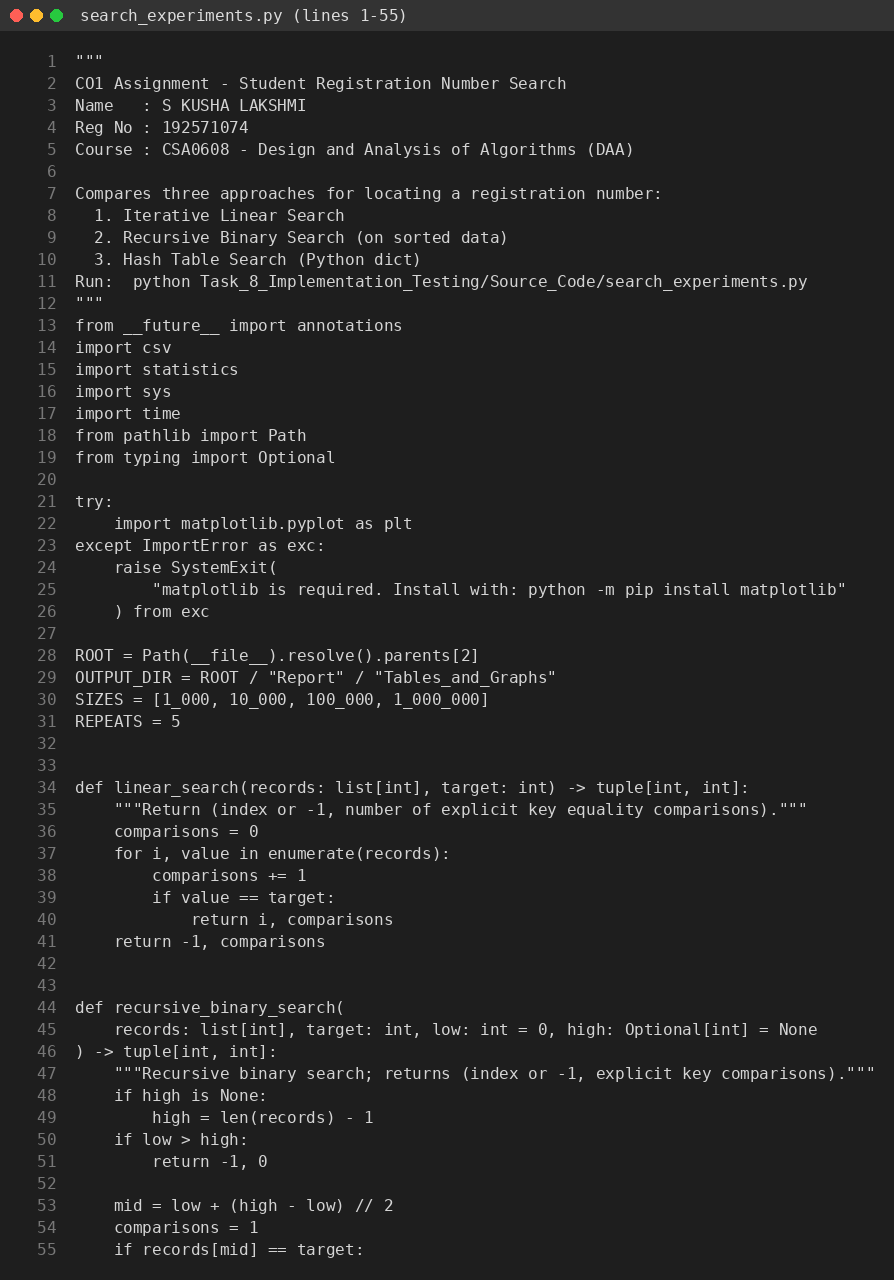 search_experiments.py (lines 1-55)
1 """
2 CO1 Assignment - Student Registration Number Search
3 Name   : S KUSHA LAKSHMI
4 Reg No : 192571074
5 Course : CSA0608 - Design and Analysis of Algorithms (DAA)
6
7 Compares three approaches for locating a registration number:
8   1. Iterative Linear Search
9   2. Recursive Binary Search (on sorted data)
10   3. Hash Table Search (Python dict)
11 Run:  python Task_8_Implementation_Testing/Source_Code/search_experiments.py
12 """
13 from __future__ import annotations
14 import csv
15 import statistics
16 import sys
17 import time
18 from pathlib import Path
19 from typing import Optional
20
21 try:
22     import matplotlib.pyplot as plt
23 except ImportError as exc:
24     raise SystemExit(
25         "matplotlib is required. Install with: python -m pip install matplotlib"
26     ) from exc
27
28 ROOT = Path(__file__).resolve().parents[2]
29 OUTPUT_DIR = ROOT / "Report" / "Tables_and_Graphs"
30 SIZES = [1_000, 10_000, 100_000, 1_000_000]
31 REPEATS = 5
32
33
34 def linear_search(records: list[int], target: int) -> tuple[int, int]:
35     """Return (index or -1, number of explicit key equality comparisons)."""
36     comparisons = 0
37     for i, value in enumerate(records):
38         comparisons += 1
39         if value == target:
40             return i, comparisons
41     return -1, comparisons
42
43
44 def recursive_binary_search(
45     records: list[int], target: int, low: int = 0, high: Optional[int] = None
46 ) -> tuple[int, int]:
47     """Recursive binary search; returns (index or -1, explicit key comparisons)."""
48     if high is None:
49         high = len(records) - 1
50     if low > high:
51         return -1, 0
52
53     mid = low + (high - low) // 2
54     comparisons = 1
55     if records[mid] == target: